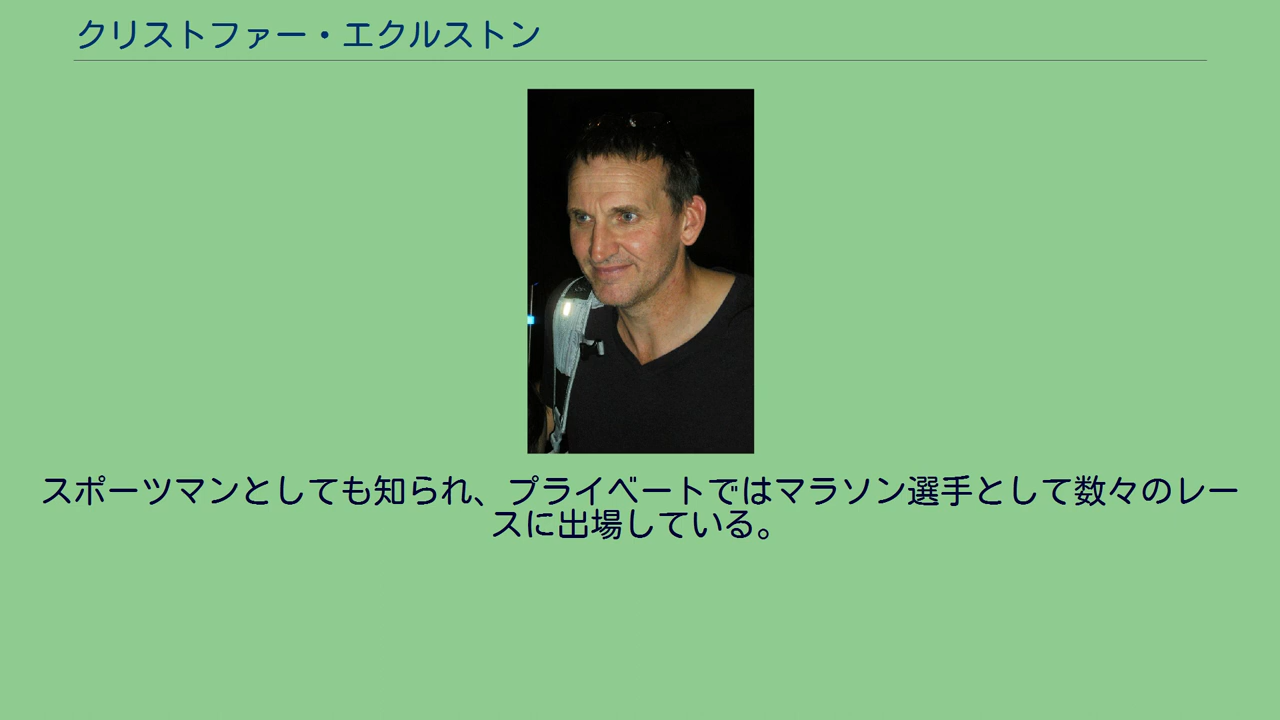 クリストファー・エクルストン
スポーツマンとしても知られ、プライベートではマラソン選手として数々のレー
スに出場している。